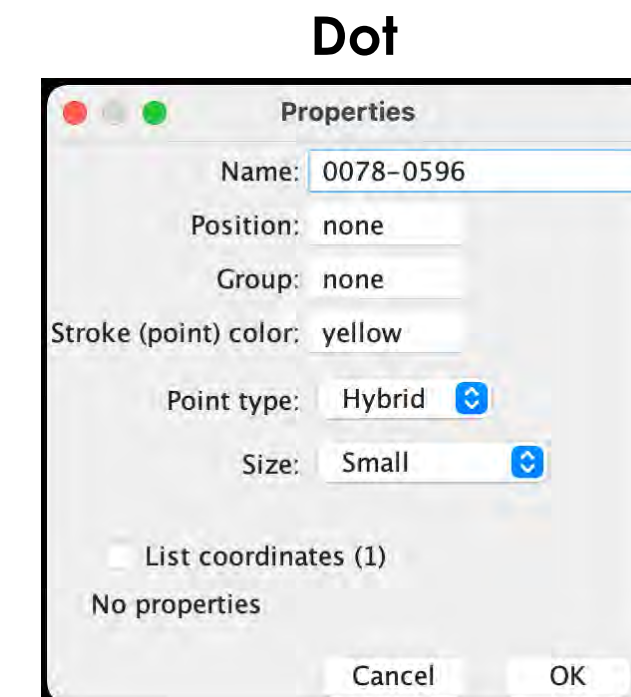 Dot
Properties
Name: 0078-0596
Position: none
Group: none
Stroke (point) color: yellow
Point type: Hybrid
Size: Small
List coordinates (1)
No properties
Cancel OK